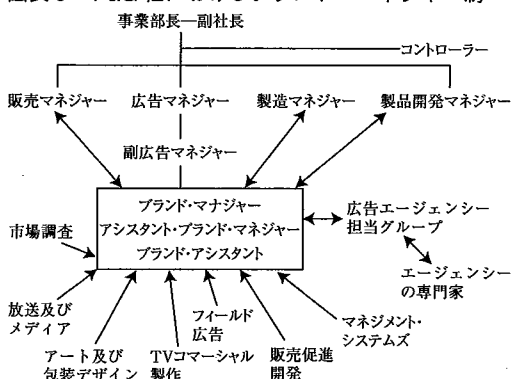 事業部長—副社長
コントローラー
販売マネジャー 広告マネジャー 製造マネジャー 製品開発マネジャー
副広告マネジャー
ブランド・マナジャー
アシスタント・ブランド・マネジャー
ブランド・アシスタント
広告エージェンシー
担当グループ
市場調査
エージェンシー
の専門家
放送及び
メディア
フィールド
広告
マネジメント・
システムズ
アート及び
包装デザイン
TVコマーシャル
製作
販売促進
開発